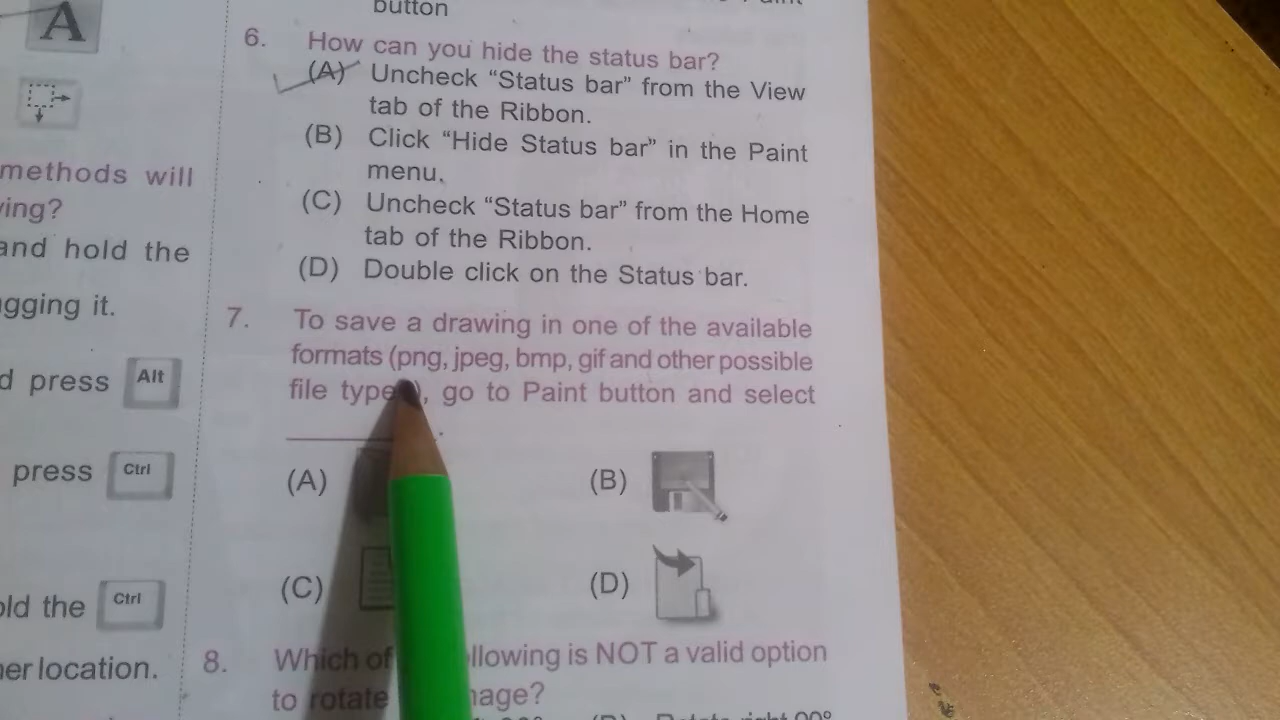 A
methods will
ing?
and hold the
gging it.
d press Alt
press Ctrl
old the Ctrl
er location.
button
6. How can you hide the status bar?
(A) Uncheck “Status bar” from the View
tab of the Ribbon.
(B) Click “Hide Status bar” in the Paint
menu.
(C) Uncheck “Status bar” from the Home
tab of the Ribbon.
(D) Double click on the Status bar.
7. To save a drawing in one of the available
formats (png, jpeg, bmp, gif and other possible
file type), go to Paint button and select
(A)
(B)
(C)
(D)
8. Which of llowing is NOT a valid option
to rotate mage?